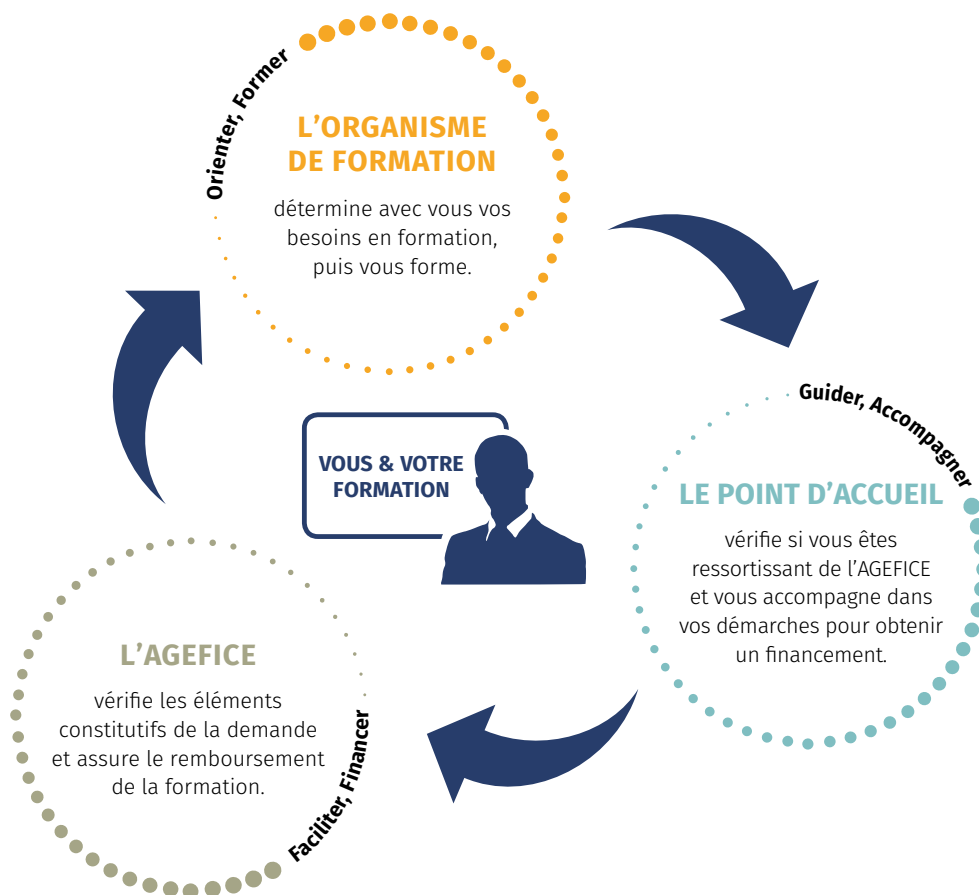 Orienter, Former
L'ORGANISME
DE FORMATION
détermine avec vous vos
besoins en formation,
puis vous forme.
Guider, Accompagner
LE POINT D'ACCUEIL
vérifie si vous êtes
ressortissant de l'AGEFICE
et vous accompagne dans
vos démarches pour obtenir
un financement.
VOUS & VOTRE
FORMATION
L'AGEFICE
vérifie les éléments
constitutifs de la demande
et assure le remboursement
de la formation.
Faciliter, Financer